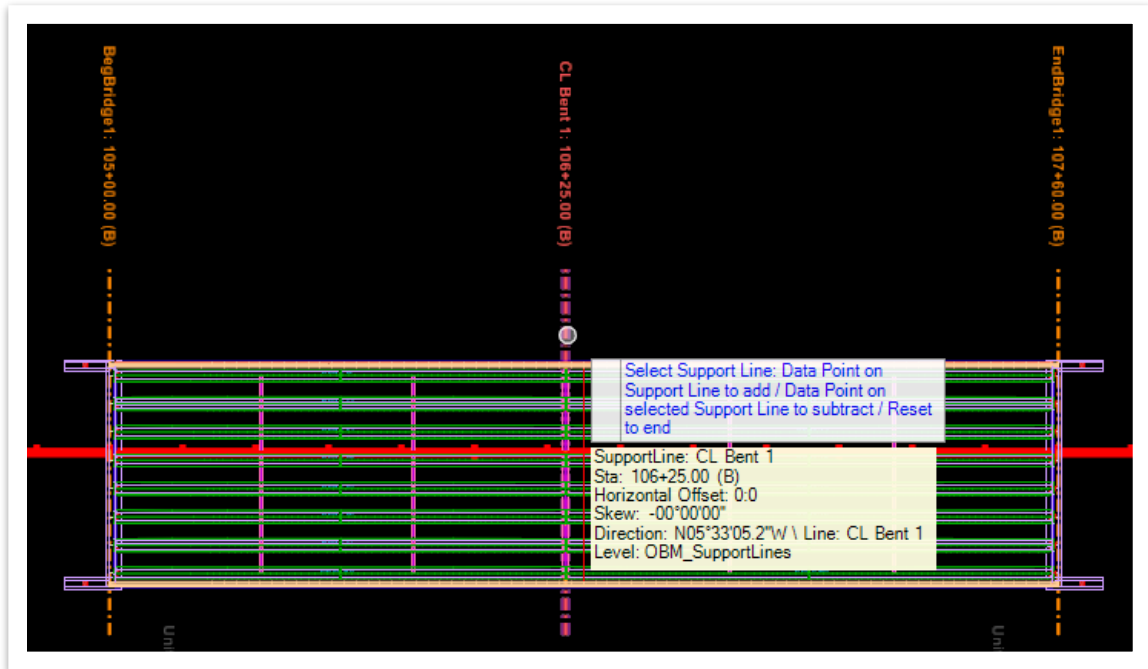 BegBridge1: 105+00.00 (B)
CL Bent 1: 106+25.00 (B)
EndBridge1: 107+60.00 (B)
Select Support Line: Data Point on
Support Line to add / Data Point on
selected Support Line to subtract / Reset
to end
SupportLine: CL Bent 1
Sta: 106+25.00 (B)
Horizontal Offset: 0:0
Skew: -00°00'00"
Direction: N05°33'05.2"W \ Line: CL Bent 1
Level: OBM_SupportLines
Uni
Uni